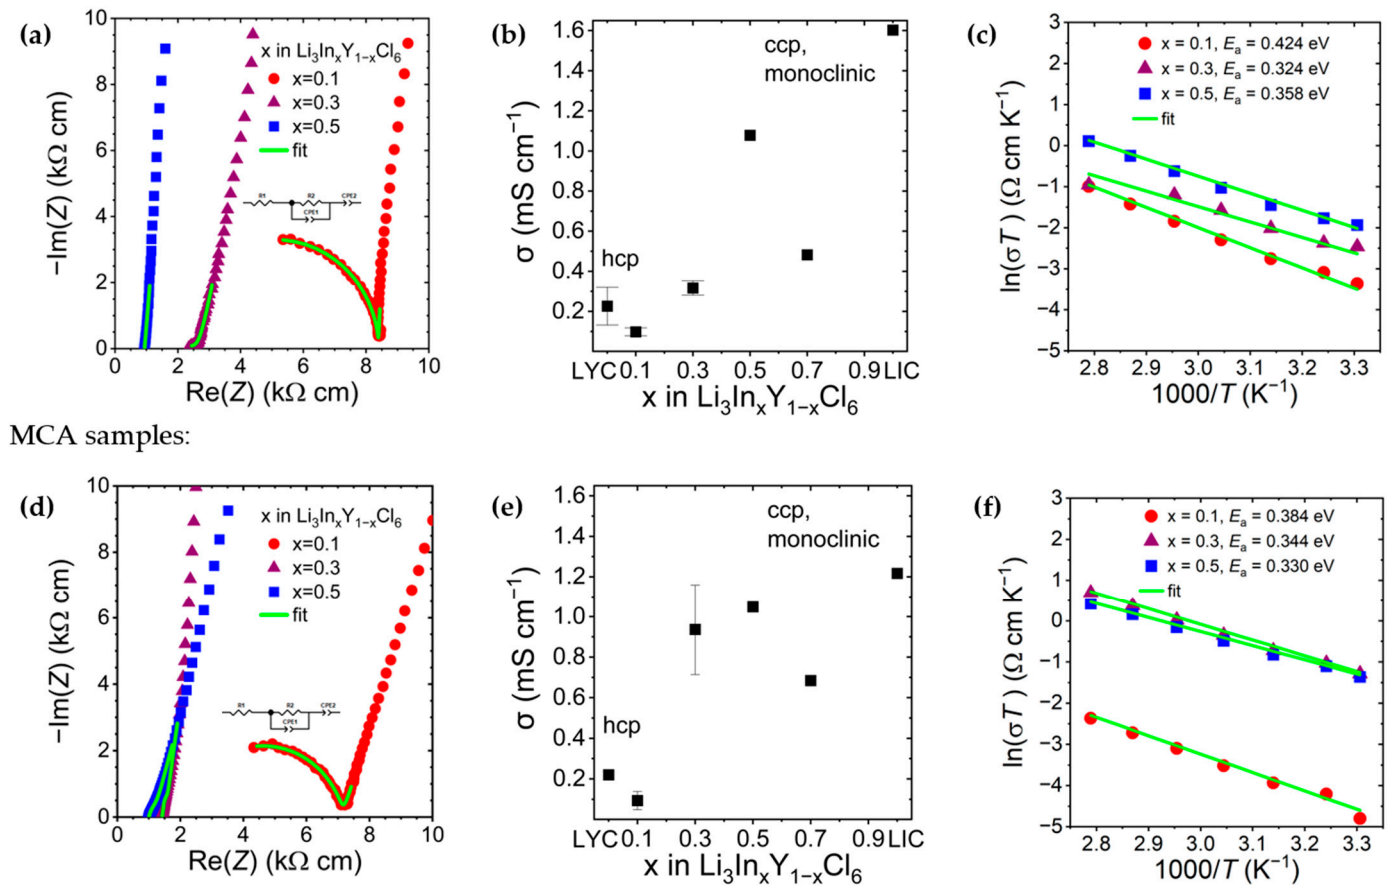 (a)
x in Li₃InₓY₁₋ₓCl₆
x=0.1
x=0.3
x=0.5
fit
R1
R2
CPE2
CPE1
−Im(Z) (kΩ cm)
10
8
6
4
2
0
0 2 4 6 8 10
Re(Z) (kΩ cm)
(b)
σ (mS cm⁻¹)
1.6
1.4
1.2
1.0
0.8
0.6
0.4
0.2
ccp,
monoclinic
hcp
LYC 0.1 0.3 0.5 0.7 0.9 LIC
x in Li₃InₓY₁₋ₓCl₆
(c)
x = 0.1, Eₐ = 0.424 eV
x = 0.3, Eₐ = 0.324 eV
x = 0.5, Eₐ = 0.358 eV
fit
ln(σT ) (Ω cm K⁻¹)
3
2
1
0
−1
−2
−3
−4
−5
2.8 2.9 3.0 3.1 3.2 3.3
1000/T (K⁻¹)
MCA samples:
(d)
x in Li₃InₓY₁₋ₓCl₆
x=0.1
x=0.3
x=0.5
fit
R1
R2
CPE2
CPE1
−Im(Z) (kΩ cm)
10
8
6
4
2
0
0 2 4 6 8 10
Re(Z) (kΩ cm)
(e)
σ (mS cm⁻¹)
1.6
1.4
1.2
1.0
0.8
0.6
0.4
0.2
ccp,
monoclinic
hcp
LYC 0.1 0.3 0.5 0.7 0.9 LIC
x in Li₃InₓY₁₋ₓCl₆
(f)
x = 0.1, Eₐ = 0.384 eV
x = 0.3, Eₐ = 0.344 eV
x = 0.5, Eₐ = 0.330 eV
fit
ln(σT ) (Ω cm K⁻¹)
3
2
1
0
−1
−2
−3
−4
−5
2.8 2.9 3.0 3.1 3.2 3.3
1000/T (K⁻¹)